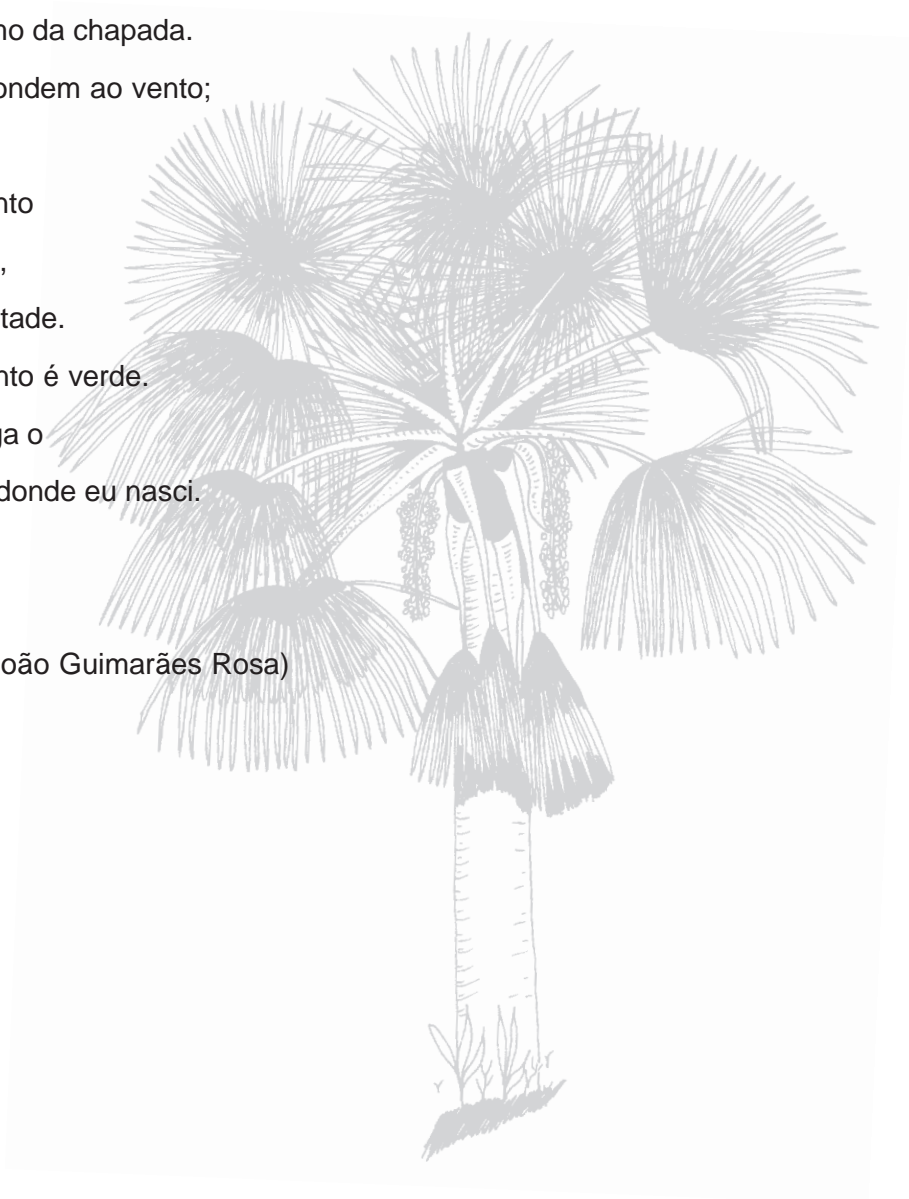 no da chapada.
ondem ao vento;
nto
,
tade.
nto é verde.
ga o
donde eu nasci.
oão Guimarães Rosa)